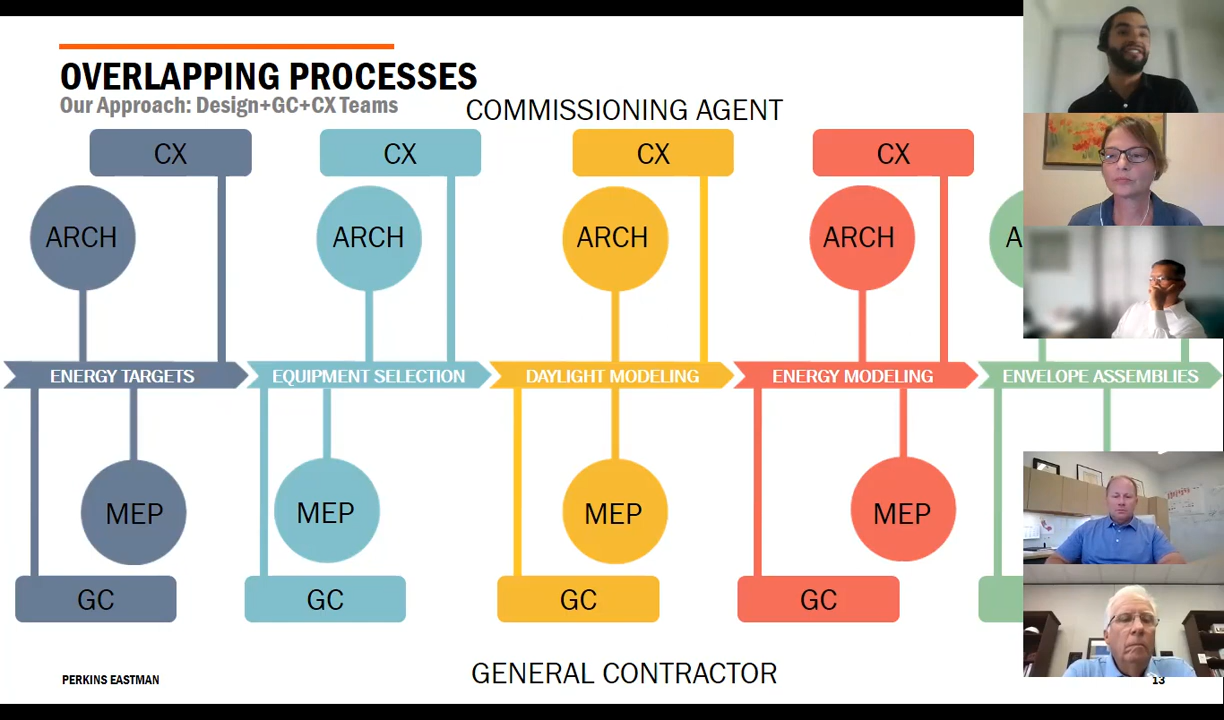 OVERLAPPING PROCESSES
Our Approach: Design+GC+CX Teams
COMMISSIONING AGENT
CX
CX
CX
CX
ARCH
ARCH
ARCH
ARCH
A
ENERGY TARGETS
EQUIPMENT SELECTION
DAYLIGHT MODELING
ENERGY MODELING
ENVELOPE ASSEMBLIES
MEP
MEP
MEP
MEP
GC
GC
GC
GC
GENERAL CONTRACTOR
PERKINS EASTMAN
13